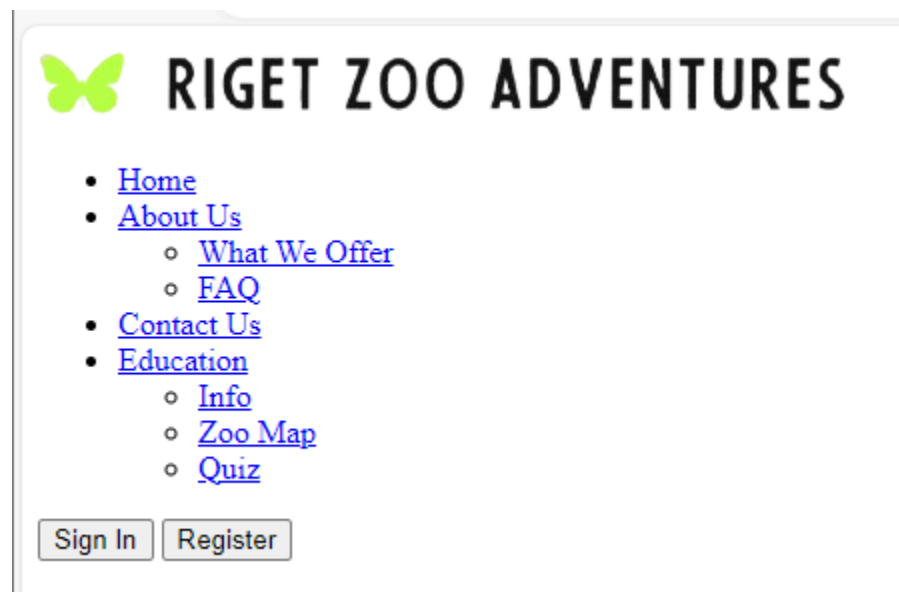 RIGET ZOO ADVENTURES
Home
About Us
What We Offer
FAQ
Contact Us
Education
Info
Zoo Map
Quiz
Sign In Register